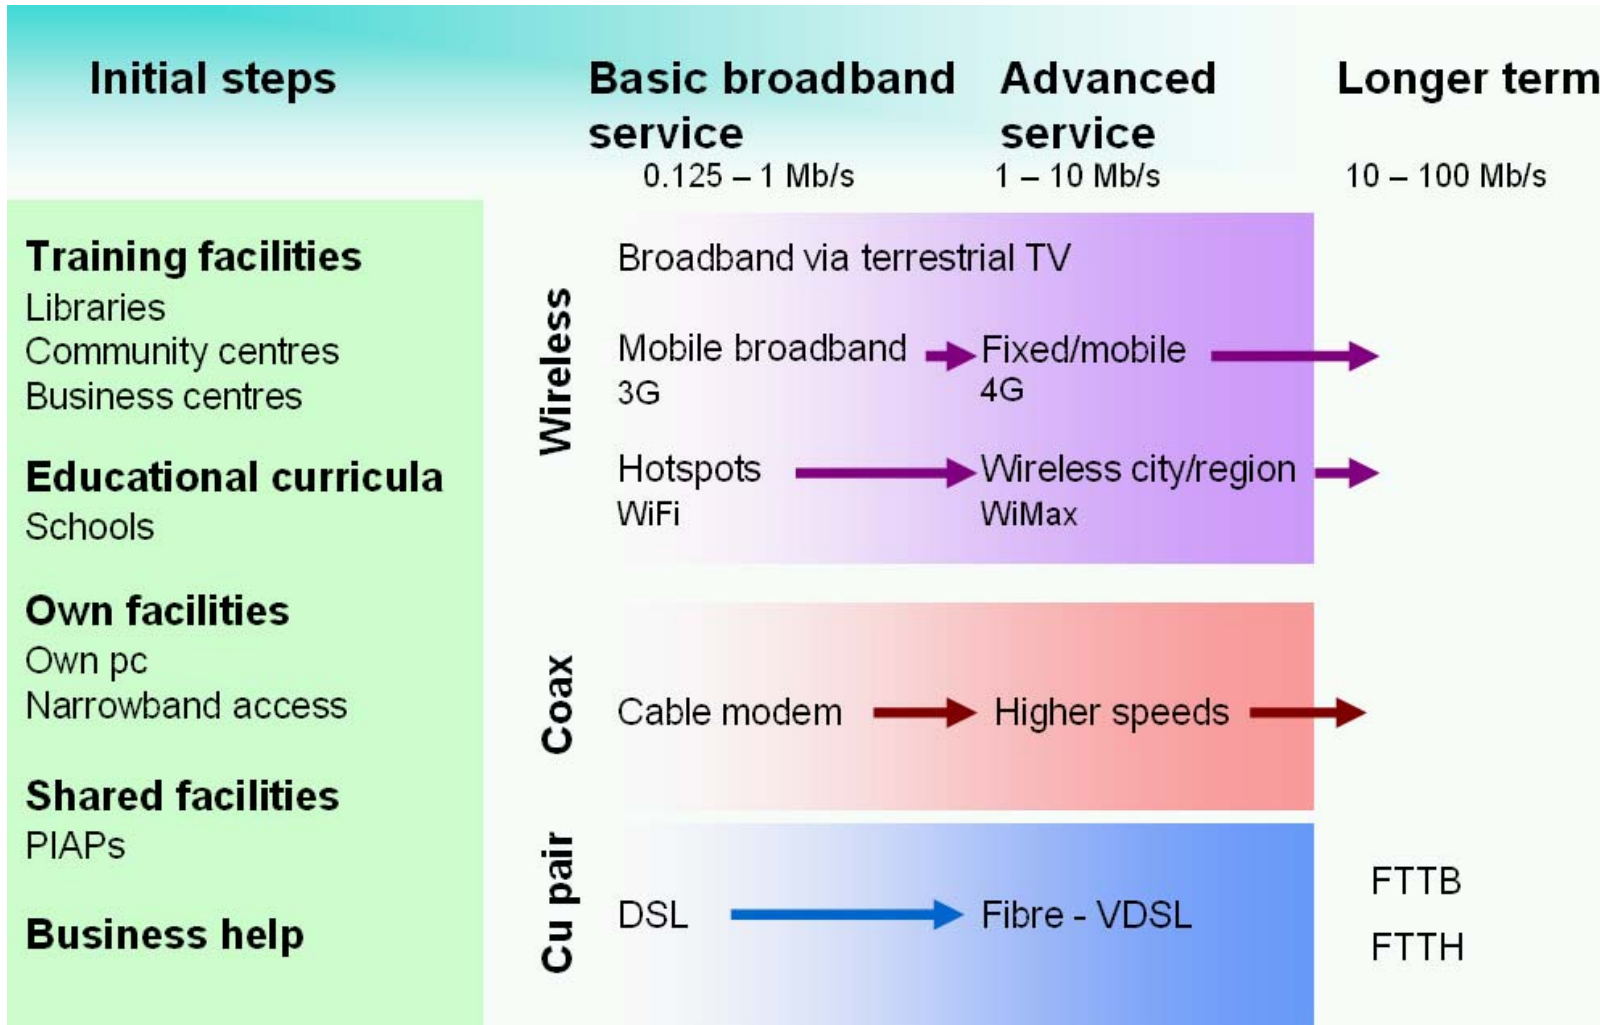 Initial steps
Basic broadband
service
0.125 – 1 Mb/s
Advanced
service
1 – 10 Mb/s
Longer term
10 – 100 Mb/s
Training facilities
Libraries
Community centres
Business centres
Educational curricula
Schools
Own facilities
Own pc
Narrowband access
Shared facilities
PIAPs
Business help
Wireless
Broadband via terrestrial TV
Mobile broadband
3G
Fixed/mobile
4G
Hotspots
WiFi
Wireless city/region
WiMax
Coax
Cable modem
Higher speeds
Cu pair
DSL
Fibre - VDSL
FTTB
FTTH